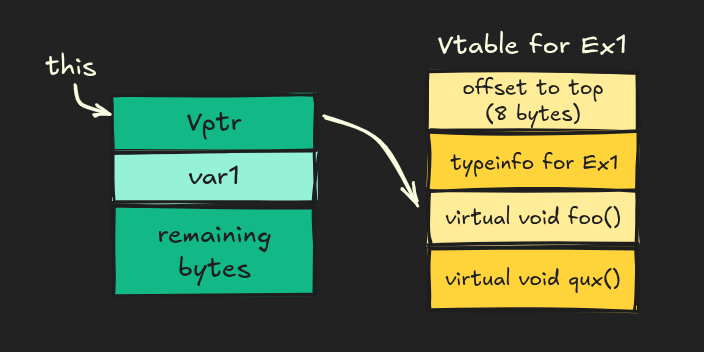 this
Vptr
var1
remaining
bytes
Vtable for Ex1
offset to top
(8 bytes)
typeinfo for Ex1
virtual void foo()
virtual void qux()